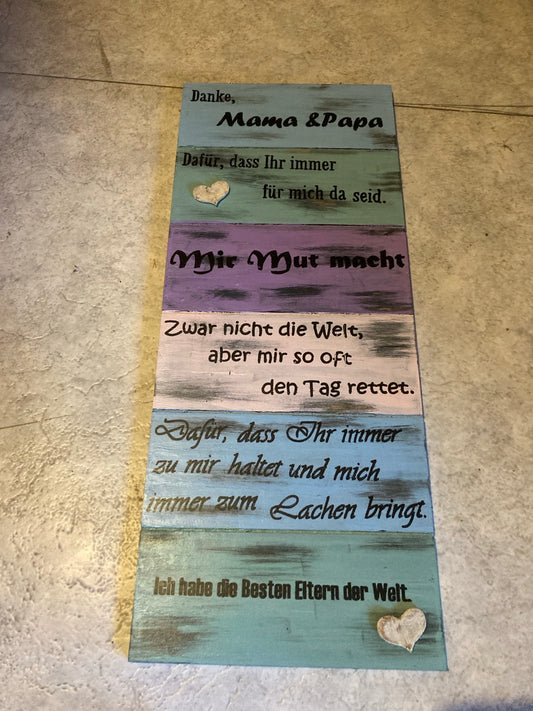 Danke,
Mama &Papa
Dafür, dass Ihr immer
für mich da seid.
Mir Mut macht
Zwar nicht die Welt,
aber mir so oft
den Tag rettet.
Dafür, dass Ihr immer
zu mir haltet und mich
immer zum Lachen bringt.
Ich habe die Besten Eltern der Welt.